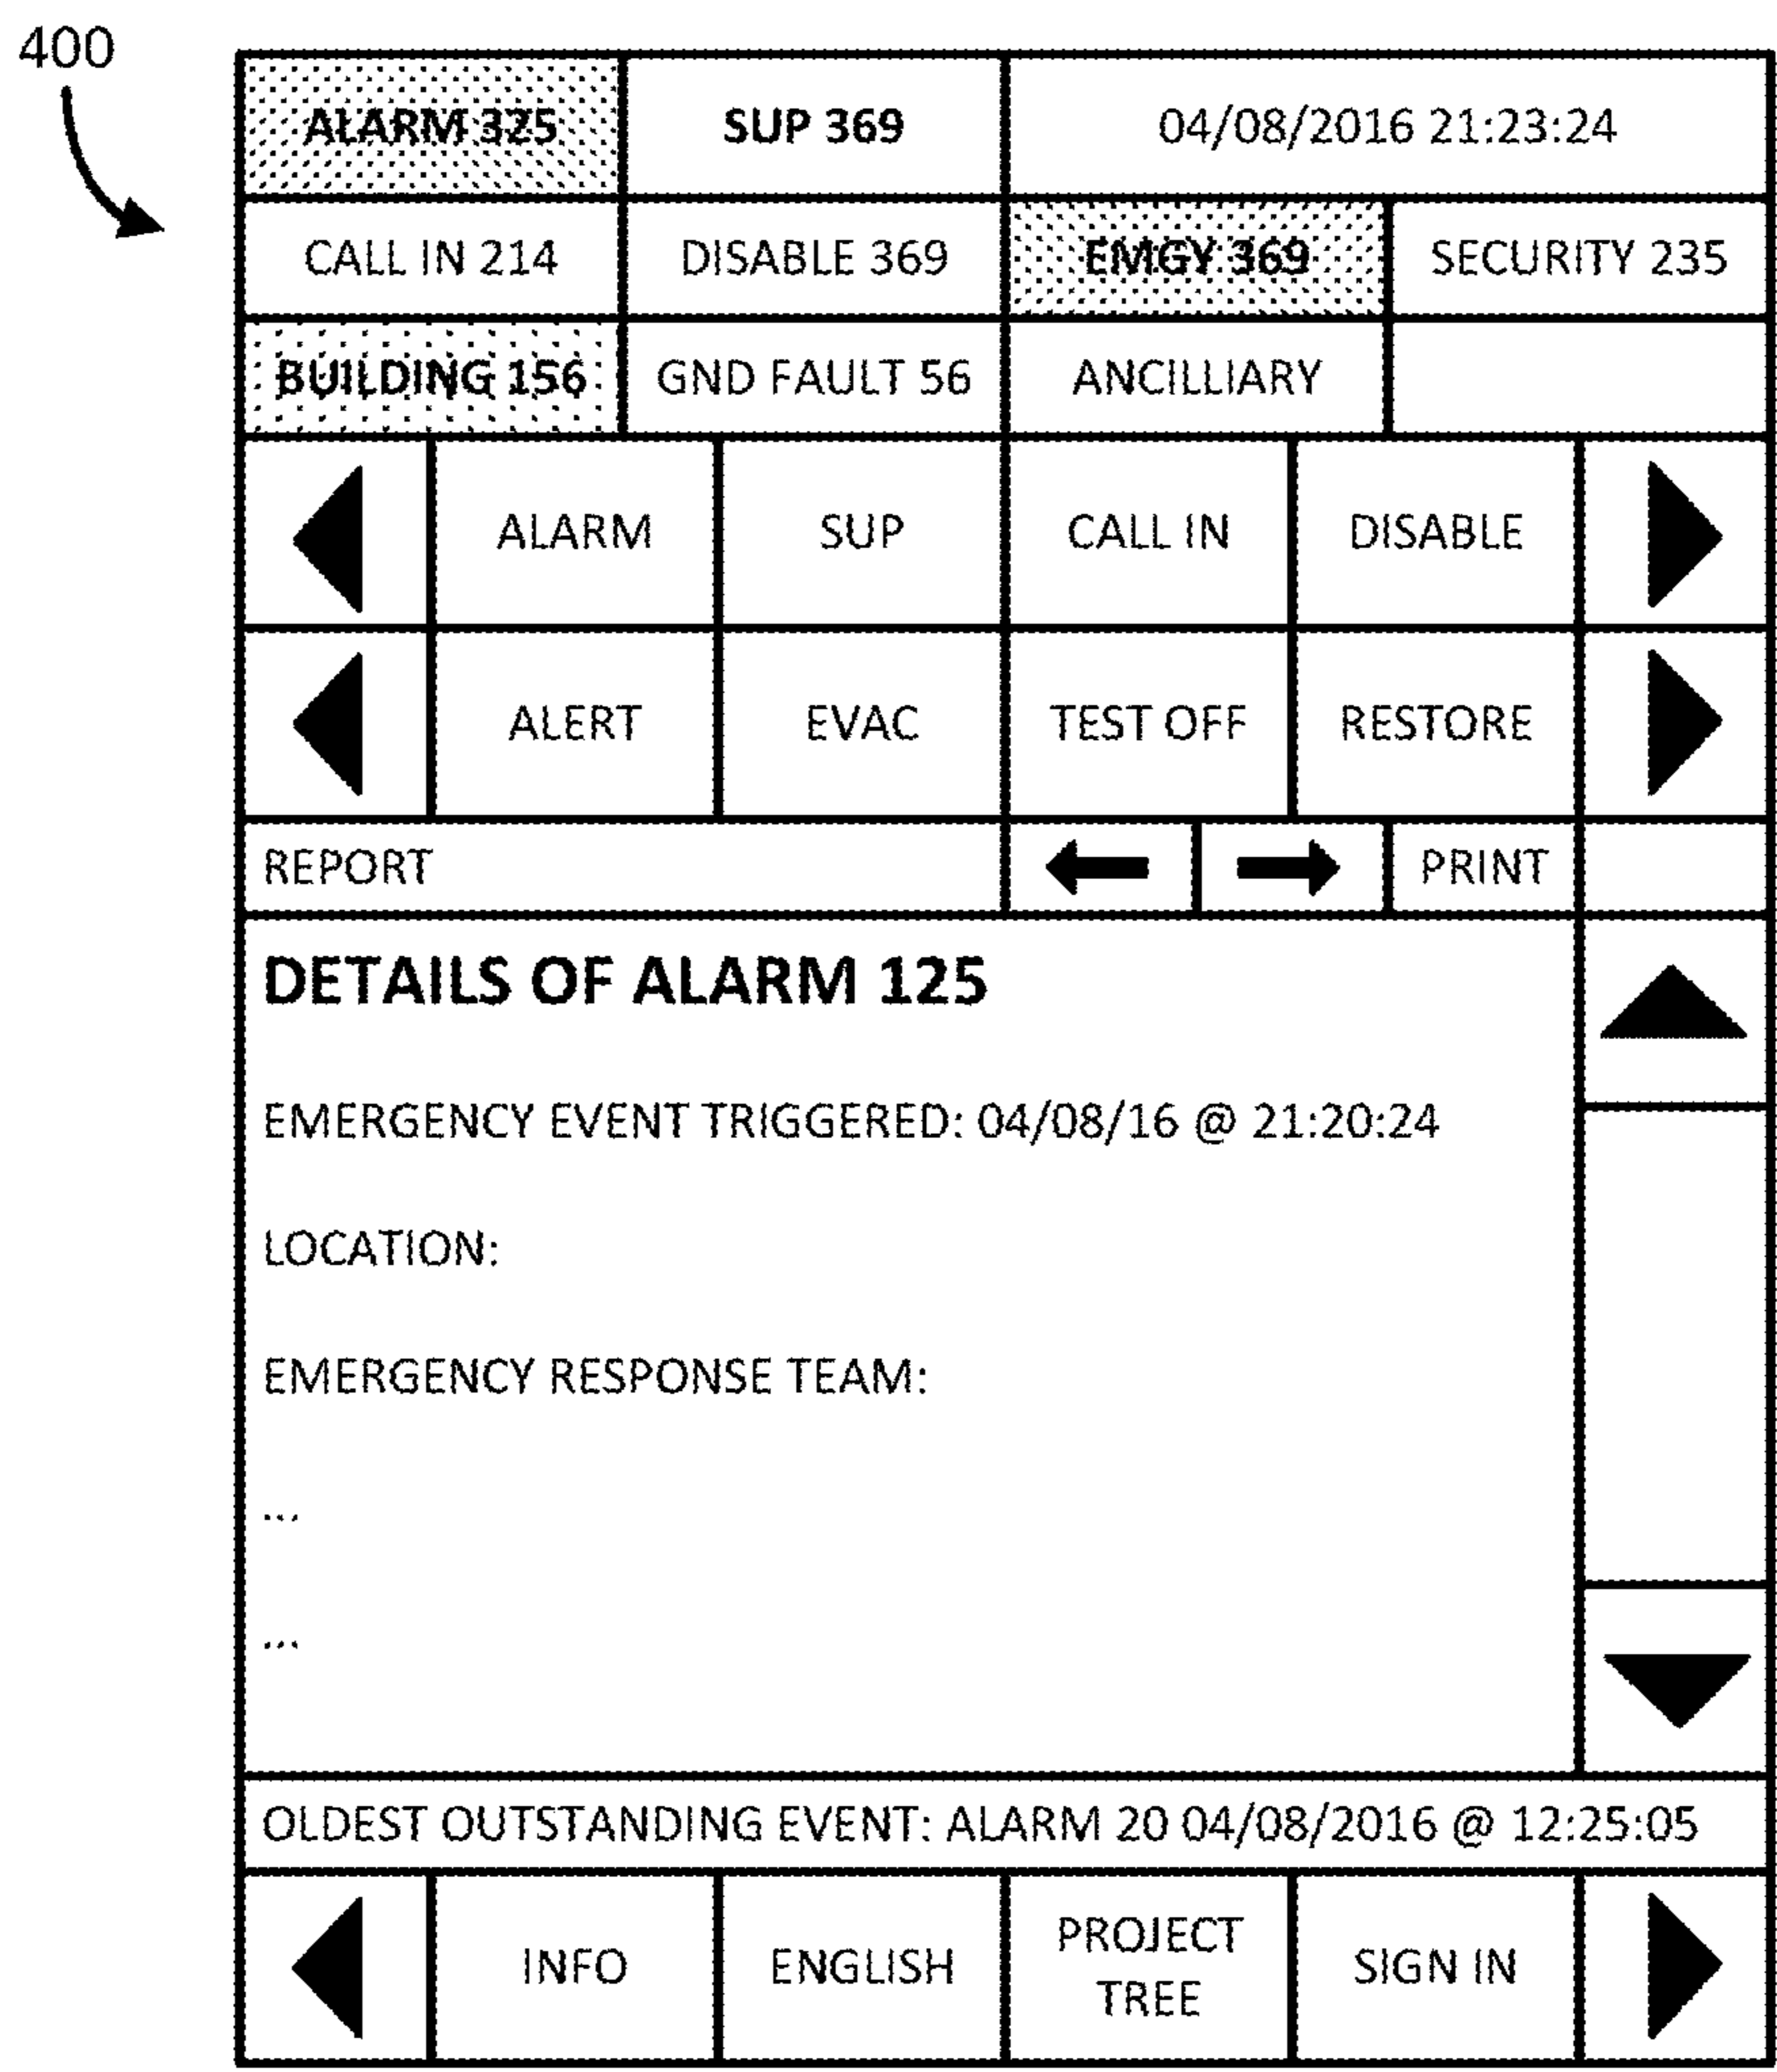 400
ALARM 325 SUP 369 04/08/2016 21:23:24
CALL IN 214 DISABLE 369 EMGY 369 SECURITY 235
BUILDING 156 GND FAULT 56 ANCILLIARY
ALARM SUP CALL IN DISABLE
ALERT EVAC TEST OFF RESTORE
REPORT PRINT
DETAILS OF ALARM 125
EMERGENCY EVENT TRIGGERED: 04/08/16 @ 21:20:24
LOCATION:
EMERGENCY RESPONSE TEAM:
...
...
OLDEST OUTSTANDING EVENT: ALARM 20 04/08/2016 @ 12:25:05
INFO ENGLISH PROJECT TREE SIGN IN